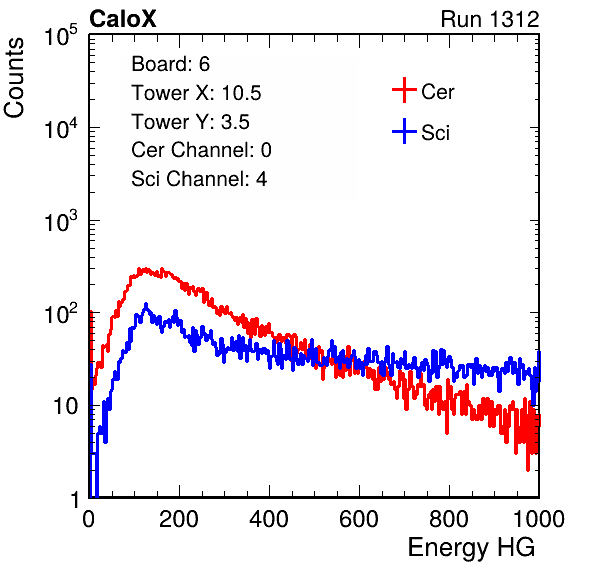 CaloX Run 1312
10^5
Counts
Board: 6
Tower X: 10.5
Tower Y: 3.5
Cer Channel: 0
Sci Channel: 4
Cer
Sci
10^4
10^3
10^2
10
1
0 200 400 600 800 1000
Energy HG